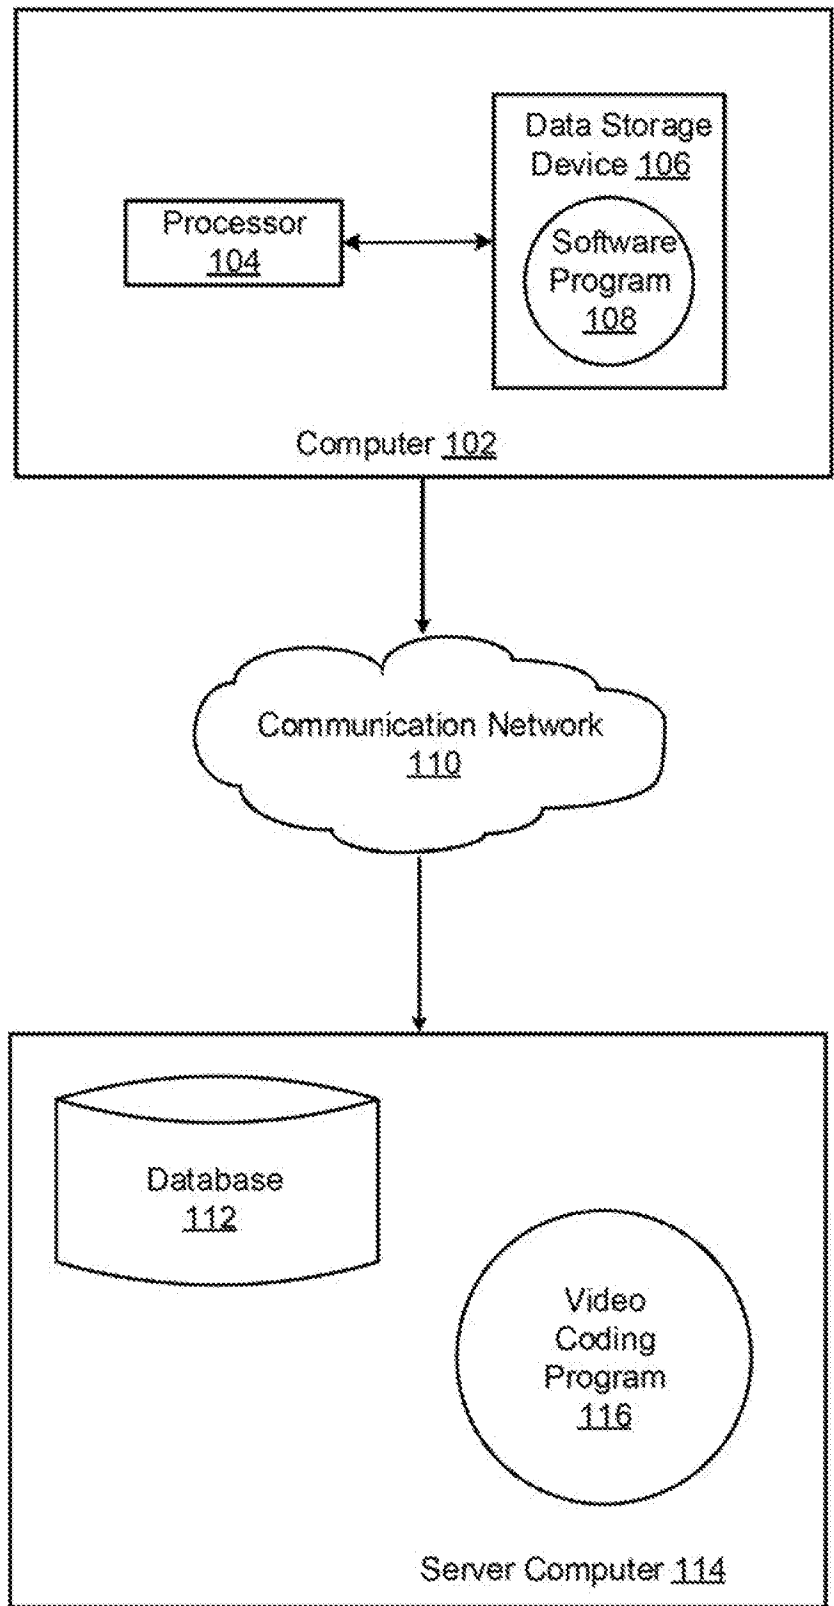 Data Storage
Device 106
Processor
104
Software
Program
108
Computer 102
Communication Network
110
Database
112
Video
Coding
Program
116
Server Computer 114